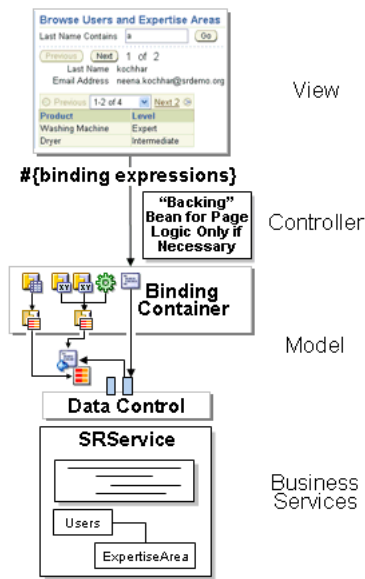 Browse Users and Expertise Areas
Last Name Contains a Go
Previous Next 1 of 2
Last Name kochhar
Email Address neena.kochhar@srdemo.org
Previous 1-2 of 4 Next 2
Product Level
Washing Machine Expert
Dryer Intermediate
View
#{binding expressions}
“Backing”
Bean for Page
Logic Only if
Necessary
Controller
XY XY
Binding
Container
Model
Data Control
SRService
Users
ExpertiseArea
Business
Services